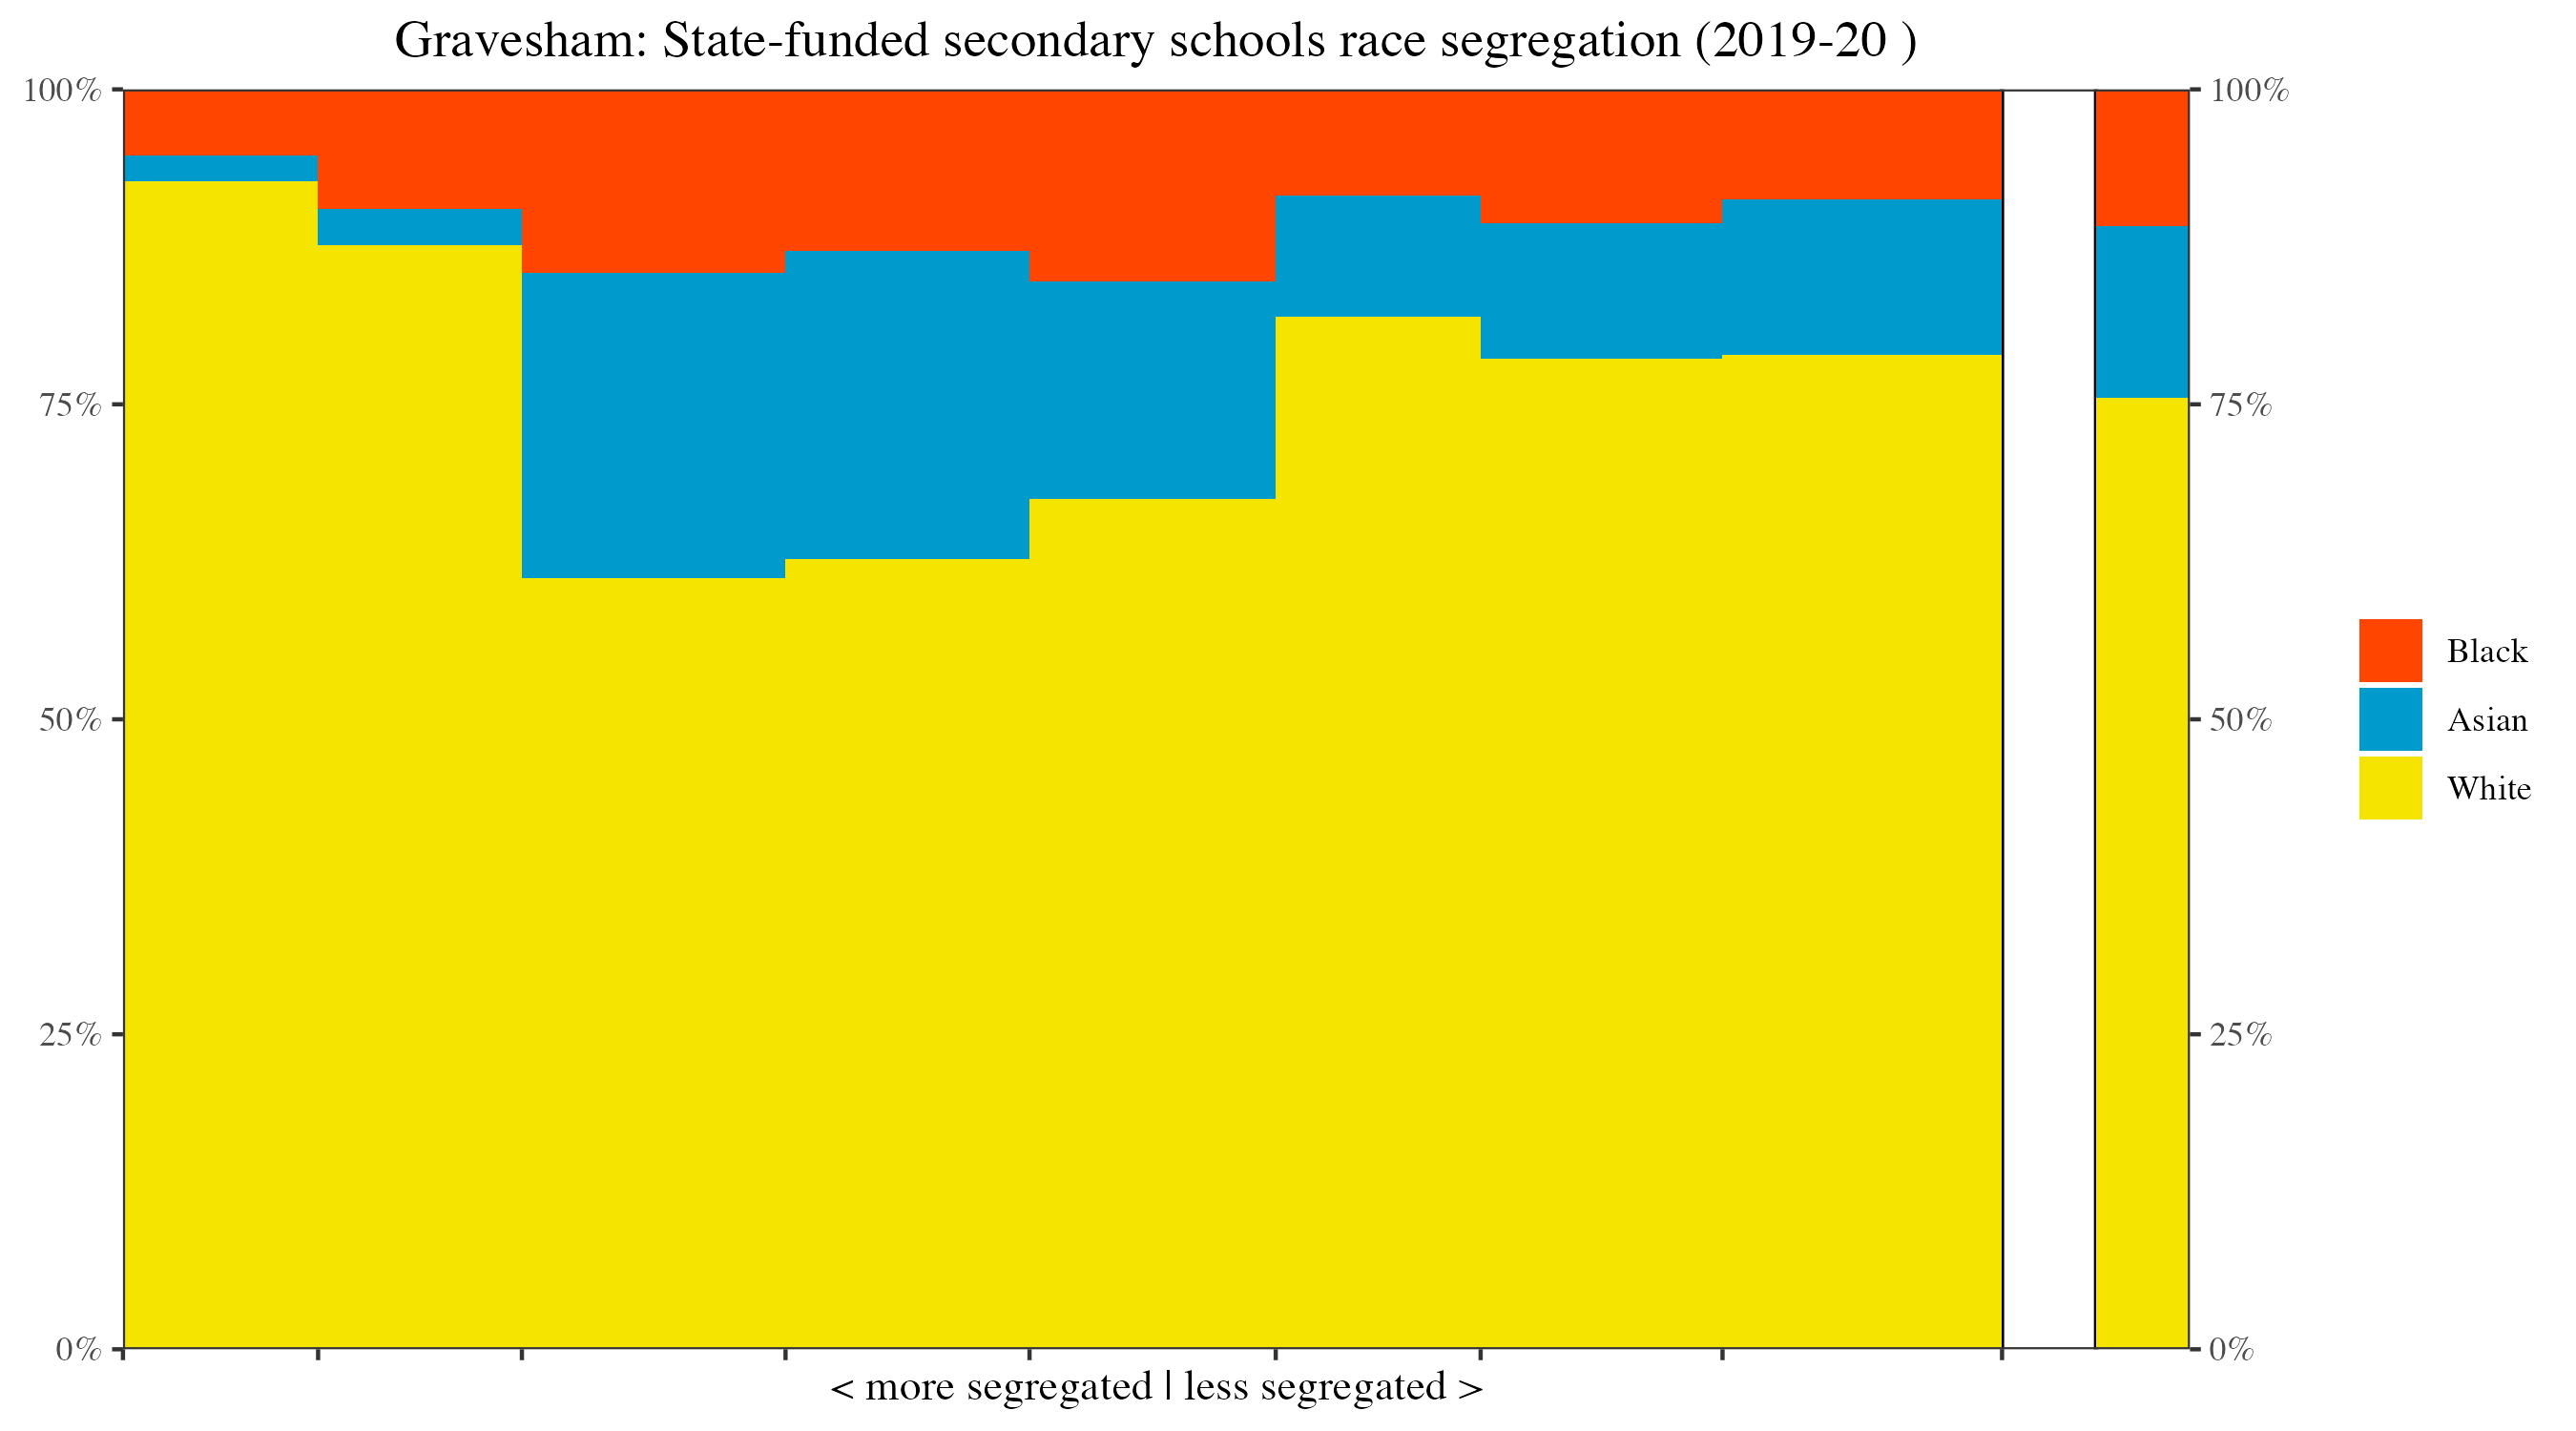 Gravesham: State-funded secondary schools race segregation (2019-20 )
100%
75%
50%
25%
0%
100%
75%
50%
25%
0%
Black
Asian
White
< more segregated | less segregated >